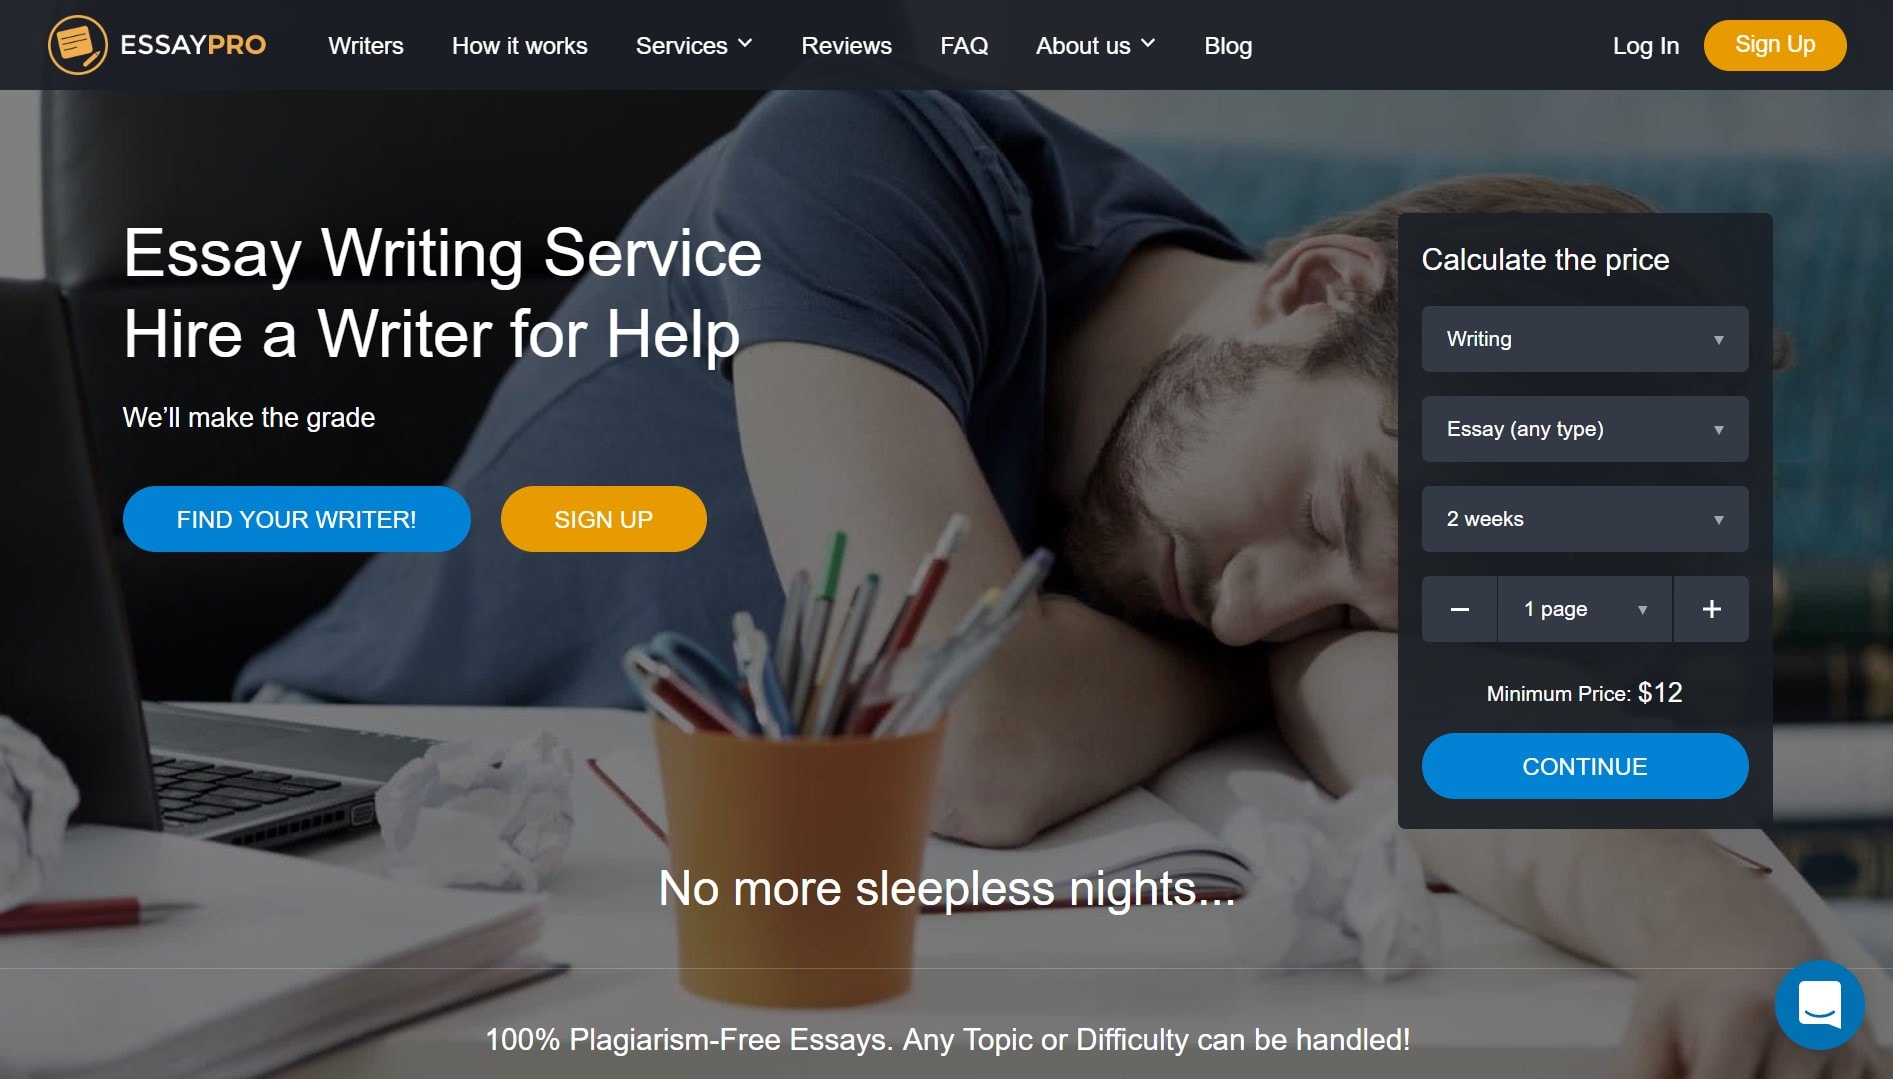 ESSAYPRO
Writers
How it works
Services
Reviews
FAQ
About us
Blog
Log In
Sign Up
Essay Writing Service
Hire a Writer for Help
We’ll make the grade
FIND YOUR WRITER!
SIGN UP
Calculate the price
Writing
Essay (any type)
2 weeks
1 page
Minimum Price: $12
CONTINUE
No more sleepless nights...
100% Plagiarism-Free Essays. Any Topic or Difficulty can be handled!